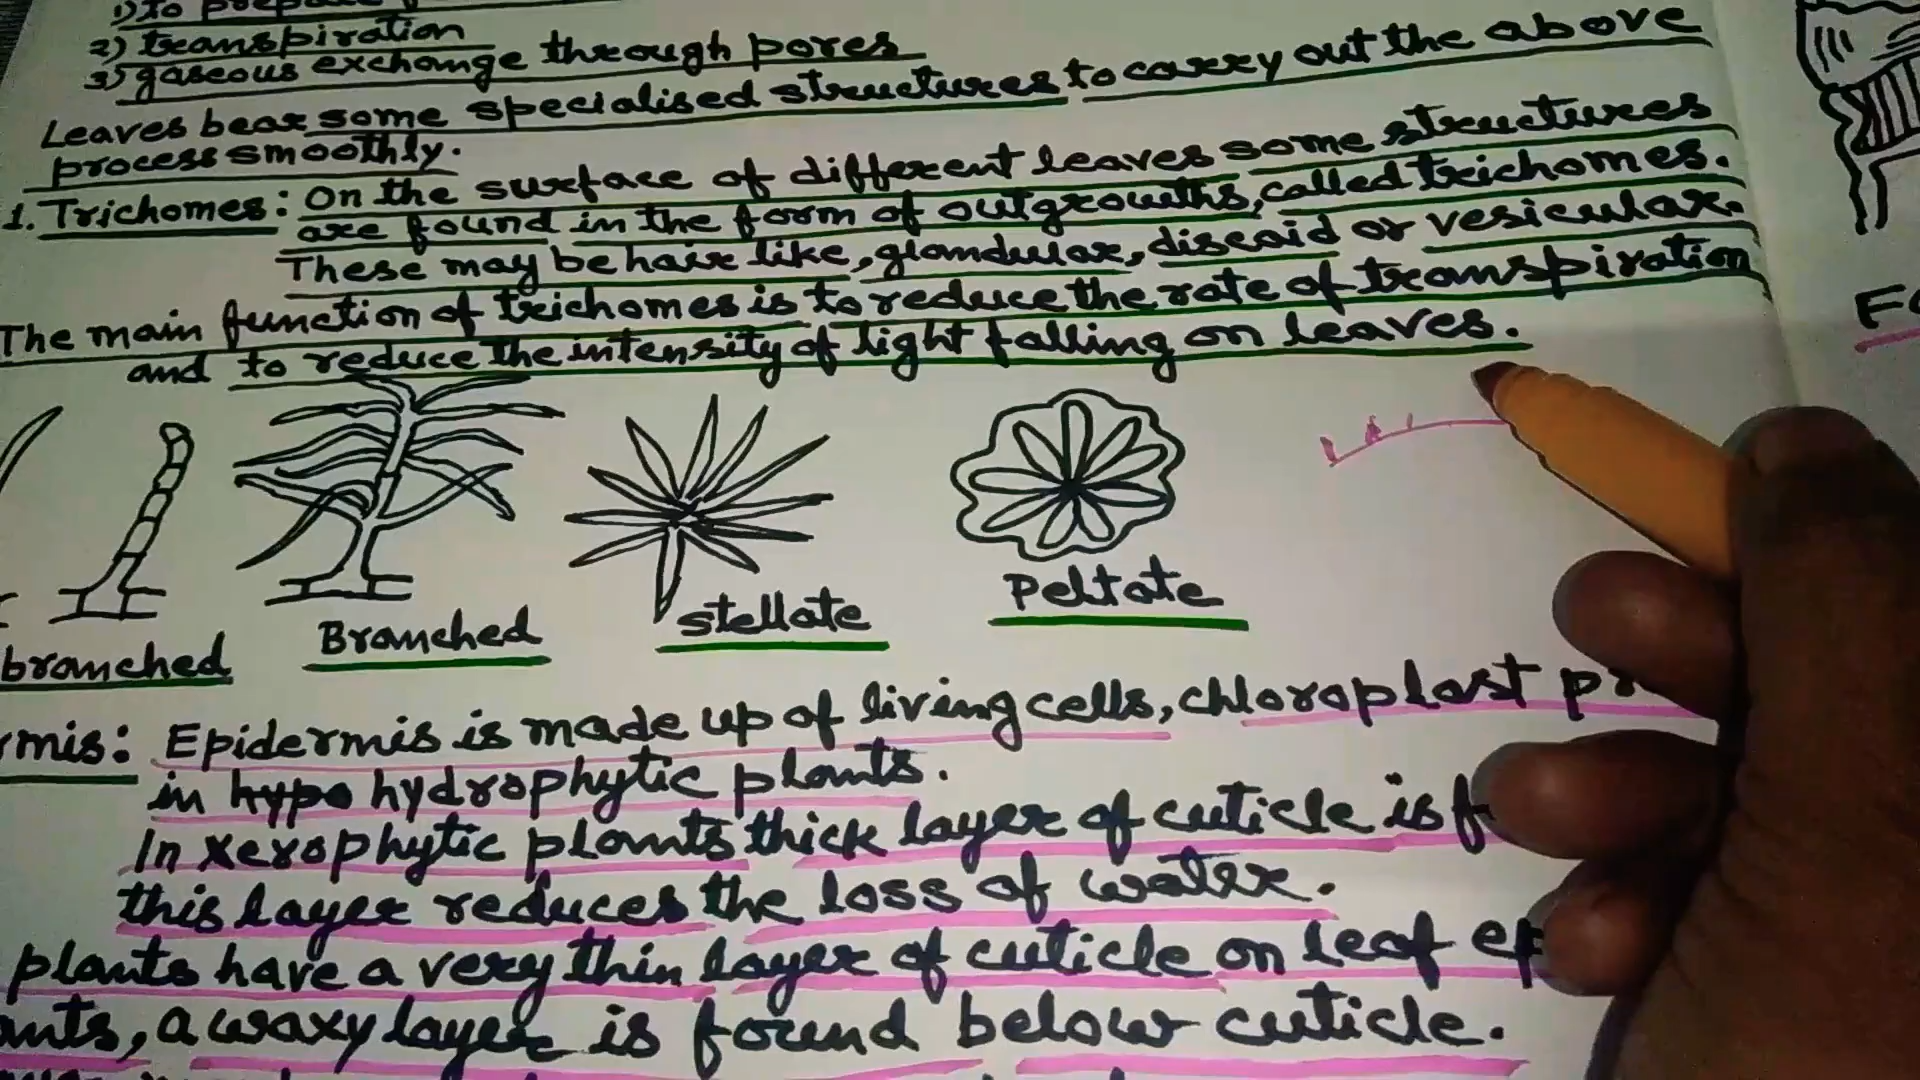 1) to prepare
2) transpiration
3) gaseous exchange through pores
Leaves bear some specialised structures to carry out the above
process smoothly.
1. Trichomes: On the surface of different leaves some structures
are found in the form of outgrowths, called trichomes.
These may be hair like, glandular, discoid or vesicular.
The main function of trichomes is to reduce the rate of transpiration
and to reduce the intensity of light falling on leaves.
branched
Branched
stellate
Peltate
rmis: Epidermis is made up of living cells, chloroplast
in hypo hydrophytic plants.
In xerophytic plants thick layer of cuticle is
this layer reduces the loss of water.
plants have a very thin layer of cuticle on leaf
ants, a waxy layer is found below cuticle.